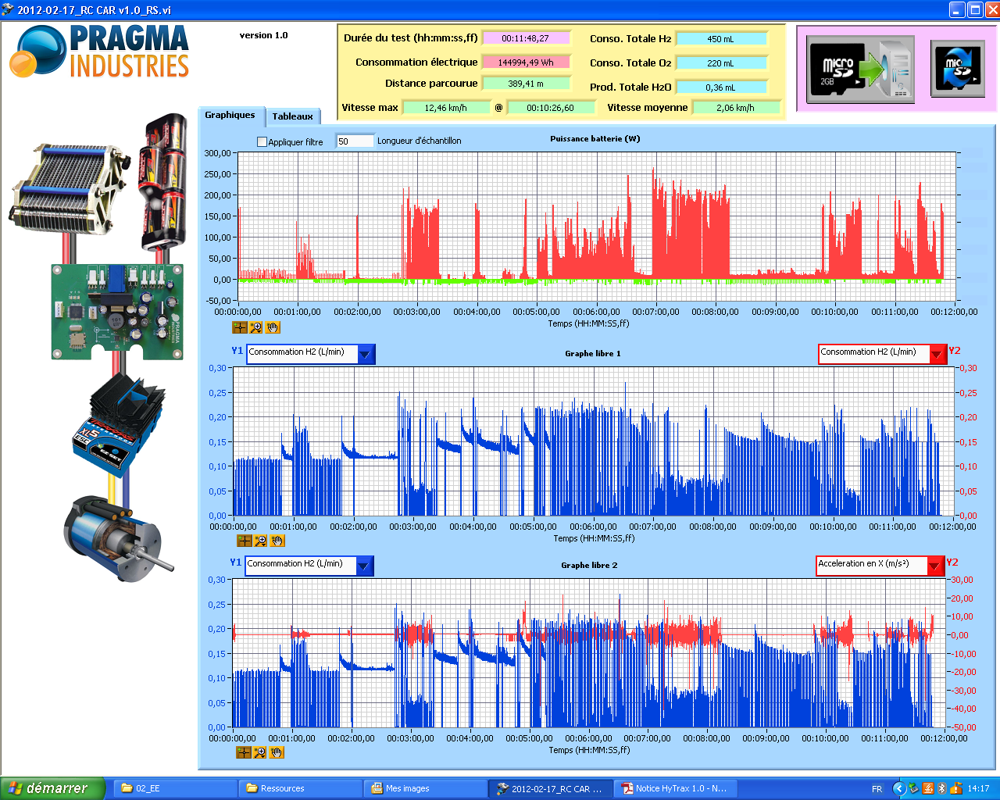 2012-02-17_RC CAR v1.0_RS.vi
PRAGMA
INDUSTRIES
version 1.0
Durée du test (hh:mm:ss,ff) 00:11:48,27 Conso. Totale H2 450 mL
Consommation électrique 144994,49 Wh Conso. Totale O2 220 mL
Distance parcourue 389,41 m Prod. Totale H2O 0,36 mL
Vitesse max 12,46 km/h @ 00:10:26,60 Vitesse moyenne 2,06 km/h
micro SD 2GB
micro SD
Graphiques Tableaux
Appliquer filtre 50 Longueur d'échantillon Puissance batterie (W)
300,00
250,00
200,00
150,00
100,00
50,00
0,00
-50,00
00:00:00,00 00:01:00,00 00:02:00,00 00:03:00,00 00:04:00,00 00:05:00,00 00:06:00,00 00:07:00,00 00:08:00,00 00:09:00,00 00:10:00,00 00:11:00,00 00:12:00,00
Temps (HH:MM:SS,ff)
Y1 Consommation H2 (L/min) Graphe libre 1 Consommation H2 (L/min) Y2
0,30 0,30
0,25 0,25
0,20 0,20
0,15 0,15
0,10 0,10
0,05 0,05
0,00 0,00
00:00:00,00 00:01:00,00 00:02:00,00 00:03:00,00 00:04:00,00 00:05:00,00 00:06:00,00 00:07:00,00 00:08:00,00 00:09:00,00 00:10:00,00 00:11:00,00 00:12:00,00
Temps (HH:MM:SS,ff)
Y1 Consommation H2 (L/min) Graphe libre 2 Acceleration en X (m/s²) Y2
0,30 30,00
20,00
0,25
10,00
0,20 0,00
0,15 -10,00
-20,00
0,10
-30,00
0,05 -40,00
0,00 -50,00
00:00:00,00 00:01:00,00 00:02:00,00 00:03:00,00 00:04:00,00 00:05:00,00 00:06:00,00 00:07:00,00 00:08:00,00 00:09:00,00 00:10:00,00 00:11:00,00 00:12:00,00
Temps (HH:MM:SS,ff)
PRAGMA
XL5
ESC
EZ SET
démarrer 02_EE Ressources Mes images 2012-02-17_RC CAR ... Notice HyTrax 1.0 - N... FR 14:17